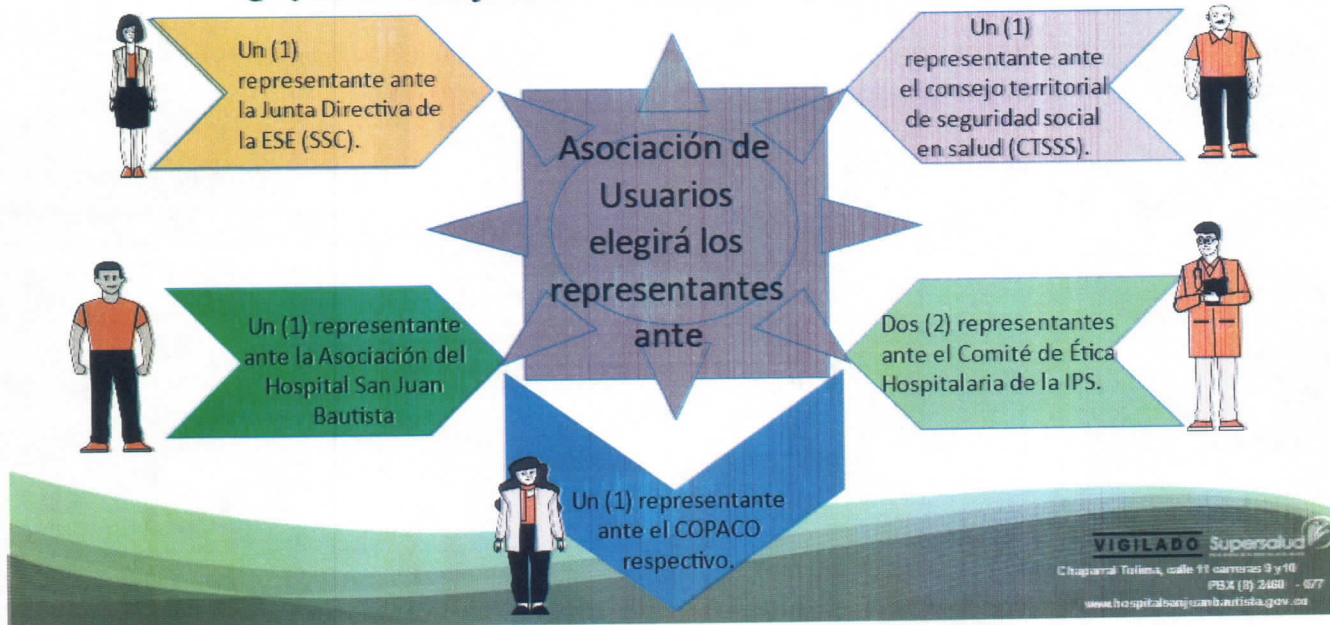 Un (1)
representante ante
la Junta Directiva de
la ESE (SSC).
Un (1)
representante ante
el consejo territorial
de seguridad social
en salud (CTSSS).
Asociación de
Usuarios
elegirá los
representantes
ante
Un (1) representante
ante la Asociación del
Hospital San Juan
Bautista
Dos (2) representantes
ante el Comité de Ética
Hospitalaria de la IPS.
Un (1) representante
ante el COPACO
respectivo.
VIGILADO Supersalud
Chaparral Tolima, calle 11 carreras 9 y 10
PBX (8) 2460 - 077
www.hospitalsanjuanbautista.gov.co